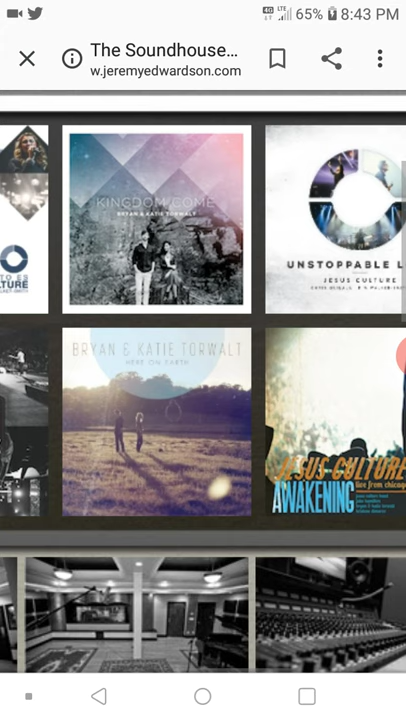 65% 8:43 PM
The Soundhouse...
w.jeremyedwardson.com
KINGDOM COME
BRYAN & KATIE TORWALT
UNSTOPPABLE L
JESUS CULTURE
TURE
BRYAN & KATIE TORWALT
HERE ON EARTH
JESUS CULTURE
live from chicago
AWAKENING